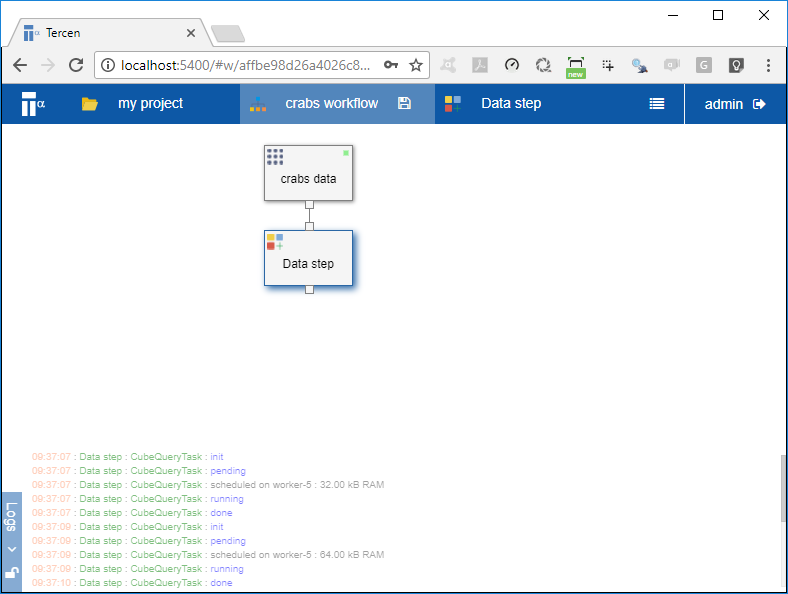 Tercen
localhost:5400/#w/affbe98d26a4026c8...
new
G
my project
crabs workflow
Data step
admin
crabs data
Data step
09:37:07 : Data step : CubeQueryTask : init
09:37:07 : Data step : CubeQueryTask : pending
09:37:07 : Data step : CubeQueryTask : scheduled on worker-5 : 32.00 kB RAM
09:37:07 : Data step : CubeQueryTask : running
09:37:07 : Data step : CubeQueryTask : done
09:37:09 : Data step : CubeQueryTask : init
09:37:09 : Data step : CubeQueryTask : pending
09:37:09 : Data step : CubeQueryTask : scheduled on worker-5 : 64.00 kB RAM
09:37:09 : Data step : CubeQueryTask : running
09:37:10 : Data step : CubeQueryTask : done
Logs